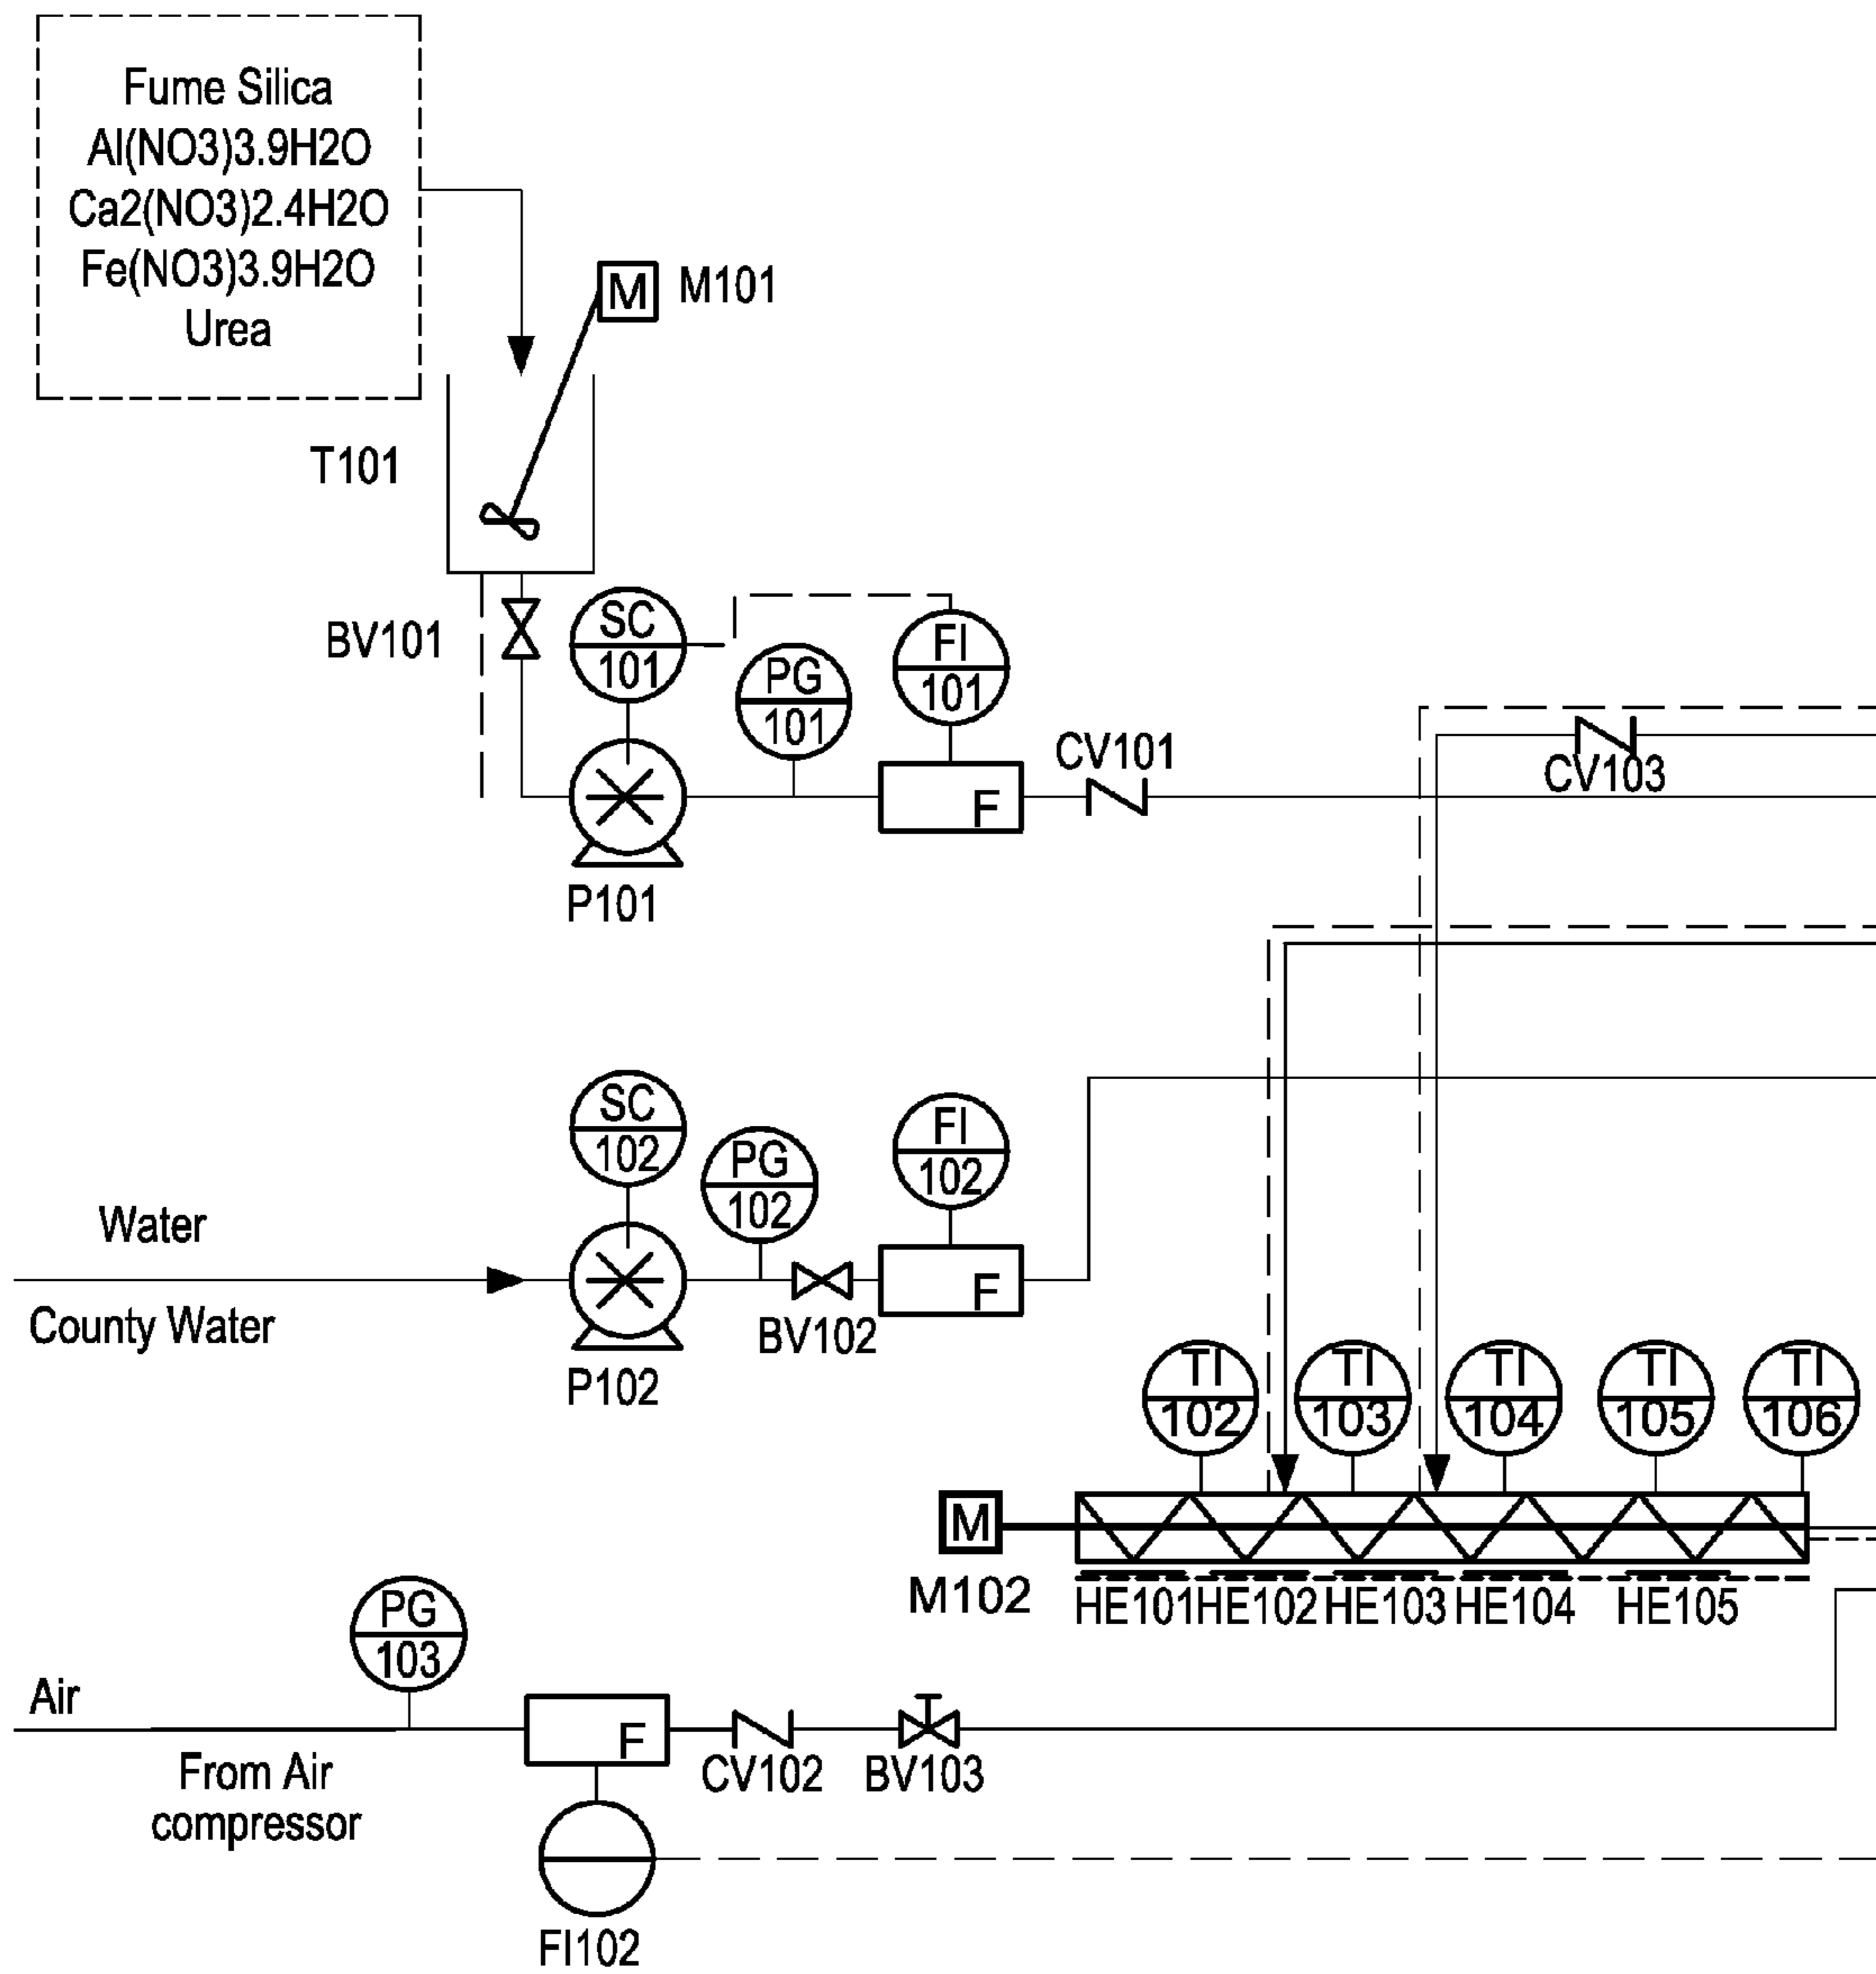 Fume Silica
Al(NO3)3.9H2O
Ca2(NO3)2.4H2O
Fe(NO3)3.9H2O
Urea
M
M101
T101
BV101
SC
101
PG
101
FI
101
F
CV101
CV103
P101
SC
102
PG
102
FI
102
F
Water
County Water
BV102
P102
TI
102
TI
103
TI
104
TI
105
TI
106
M
M102
HE101
HE102
HE103
HE104
HE105
PG
103
Air
From Air
compressor
F
CV102
BV103
FI102